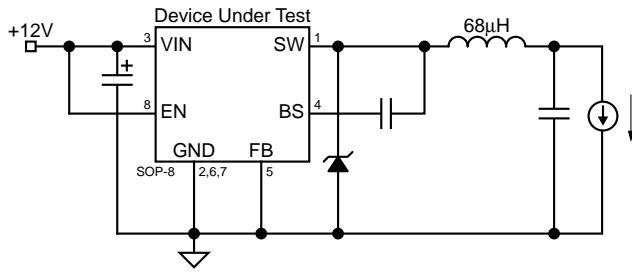 Device Under Test
+12V
3 VIN SW 1
68µH
8 EN BS 4
GND FB
SOP-8 2,6,7 5
+